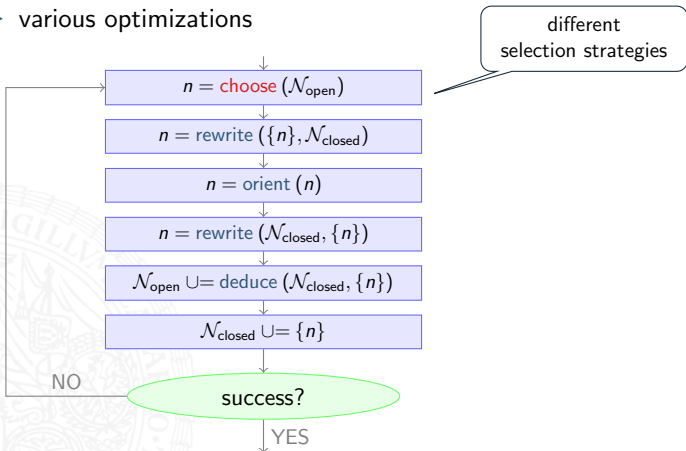 various optimizations
different
selection strategies
n = choose (𝒩open)
n = rewrite ({n}, 𝒩closed)
n = orient (n)
n = rewrite (𝒩closed, {n})
𝒩open ∪= deduce (𝒩closed, {n})
𝒩closed ∪= {n}
NO
success?
YES